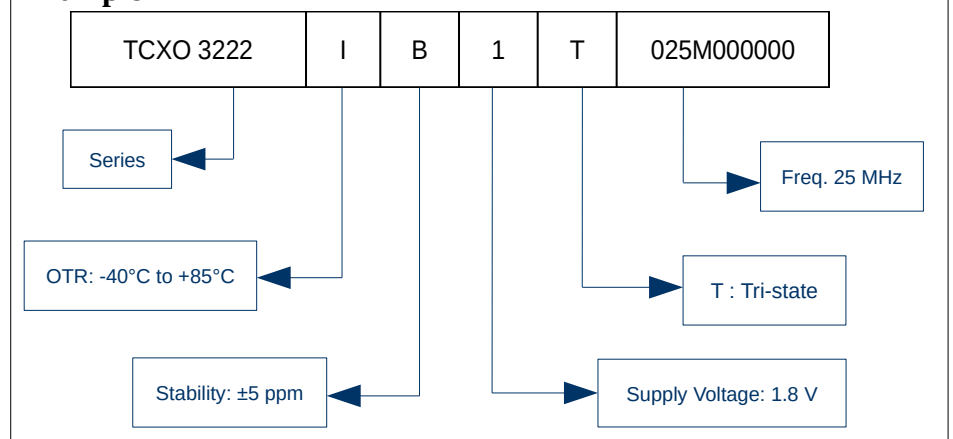 TCXO 3222 I B 1 T 025M000000
Series
Freq. 25 MHz
OTR: -40°C to +85°C
T : Tri-state
Stability: ±5 ppm
Supply Voltage: 1.8 V